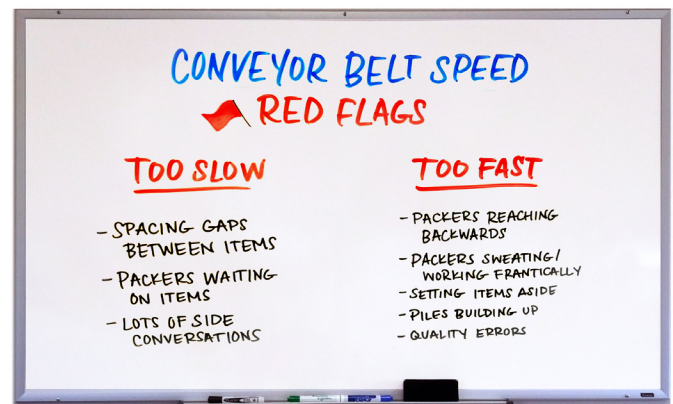 CONVEYOR BELT SPEED
RED FLAGS
TOO SLOW
- SPACING GAPS
BETWEEN ITEMS
- PACKERS WAITING
ON ITEMS
- LOTS OF SIDE
CONVERSATIONS
TOO FAST
- PACKERS REACHING
BACKWARDS
- PACKERS SWEATING/
WORKING FRANTICALLY
- SETTING ITEMS ASIDE
- PILES BUILDING UP
- QUALITY ERRORS